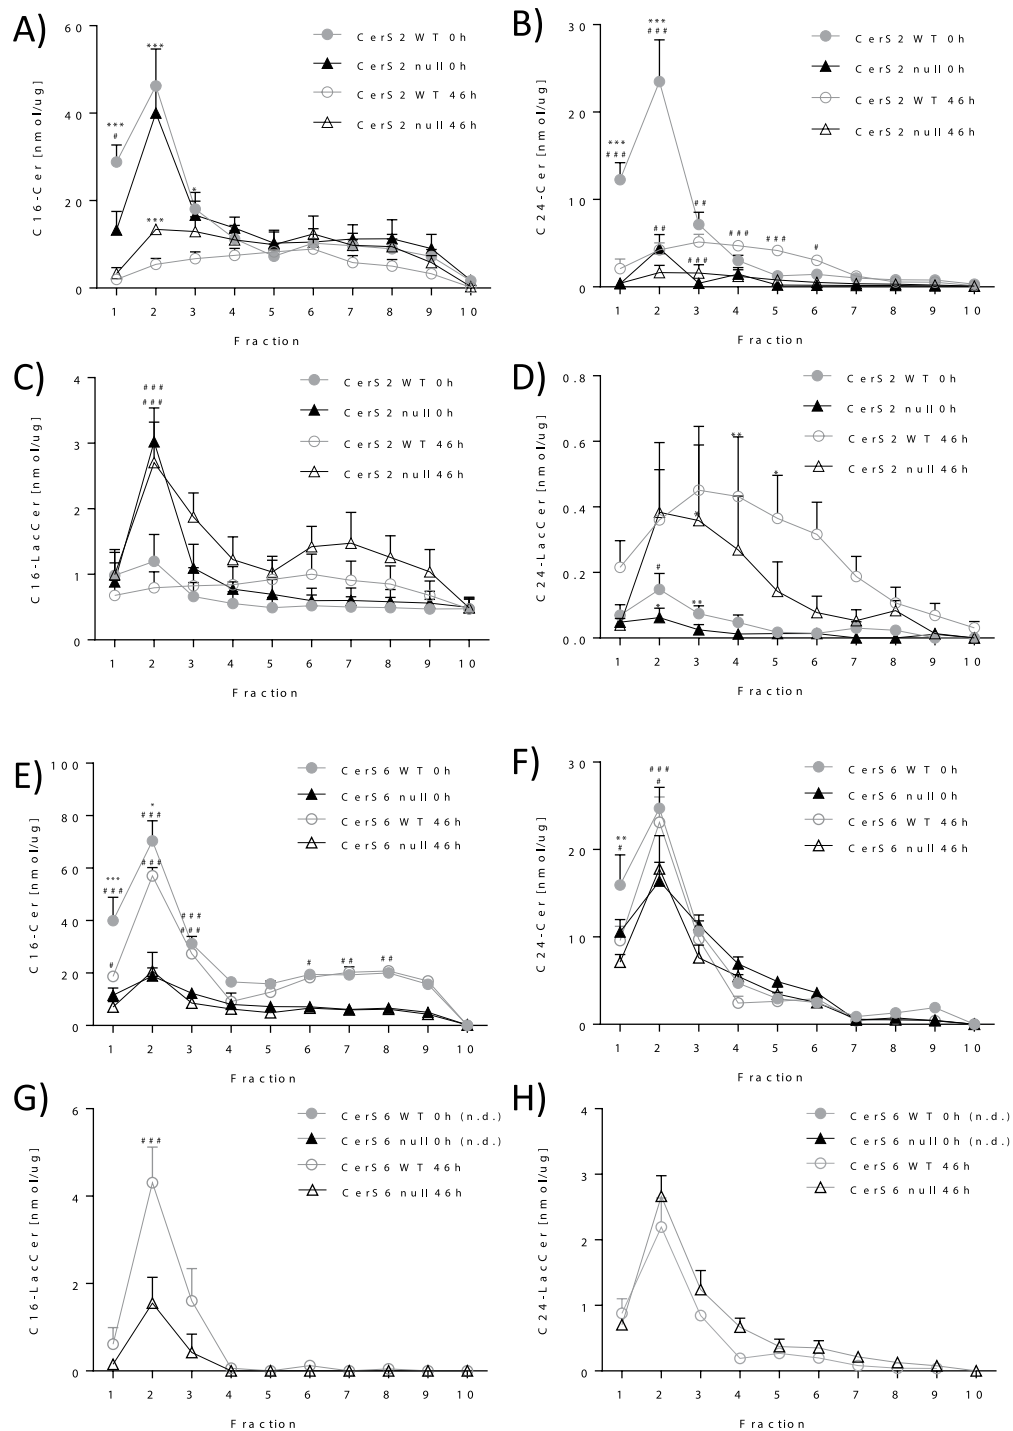 A)
C16-Cer [nmol/ug]
60
40
20
0
***
#
***
*
***
CerS2 WT 0h
CerS2 null 0h
CerS2 WT 46h
CerS2 null 46h
1 2 3 4 5 6 7 8 9 10
Fraction
B)
C24-Cer [nmol/ug]
30
20
10
0
***
###
***
###
##
##
###
###
###
#
CerS2 WT 0h
CerS2 null 0h
CerS2 WT 46h
CerS2 null 46h
1 2 3 4 5 6 7 8 9 10
Fraction
C)
C16-LacCer [nmol/ug]
4
3
2
1
0
###
###
CerS2 WT 0h
CerS2 null 0h
CerS2 WT 46h
CerS2 null 46h
1 2 3 4 5 6 7 8 9 10
Fraction
D)
C24-LacCer [nmol/ug]
0.8
0.6
0.4
0.2
0.0
**
*
*
#
*
**
CerS2 WT 0h
CerS2 null 0h
CerS2 WT 46h
CerS2 null 46h
1 2 3 4 5 6 7 8 9 10
Fraction
E)
C16-Cer [nmol/ug]
100
80
60
40
20
0
*
###
###
***
###
#
###
###
#
##
##
CerS6 WT 0h
CerS6 null 0h
CerS6 WT 46h
CerS6 null 46h
1 2 3 4 5 6 7 8 9 10
Fraction
F)
C24-Cer [nmol/ug]
30
20
10
0
###
#
**
#
CerS6 WT 0h
CerS6 null 0h
CerS6 WT 46h
CerS6 null 46h
1 2 3 4 5 6 7 8 9 10
Fraction
G)
C16-LacCer [nmol/ug]
6
4
2
0
###
CerS6 WT 0h (n.d.)
CerS6 null 0h (n.d.)
CerS6 WT 46h
CerS6 null 46h
1 2 3 4 5 6 7 8 9 10
Fraction
H)
C24-LacCer [nmol/ug]
4
3
2
1
0
CerS6 WT 0h (n.d.)
CerS6 null 0h (n.d.)
CerS6 WT 46h
CerS6 null 46h
1 2 3 4 5 6 7 8 9 10
Fraction